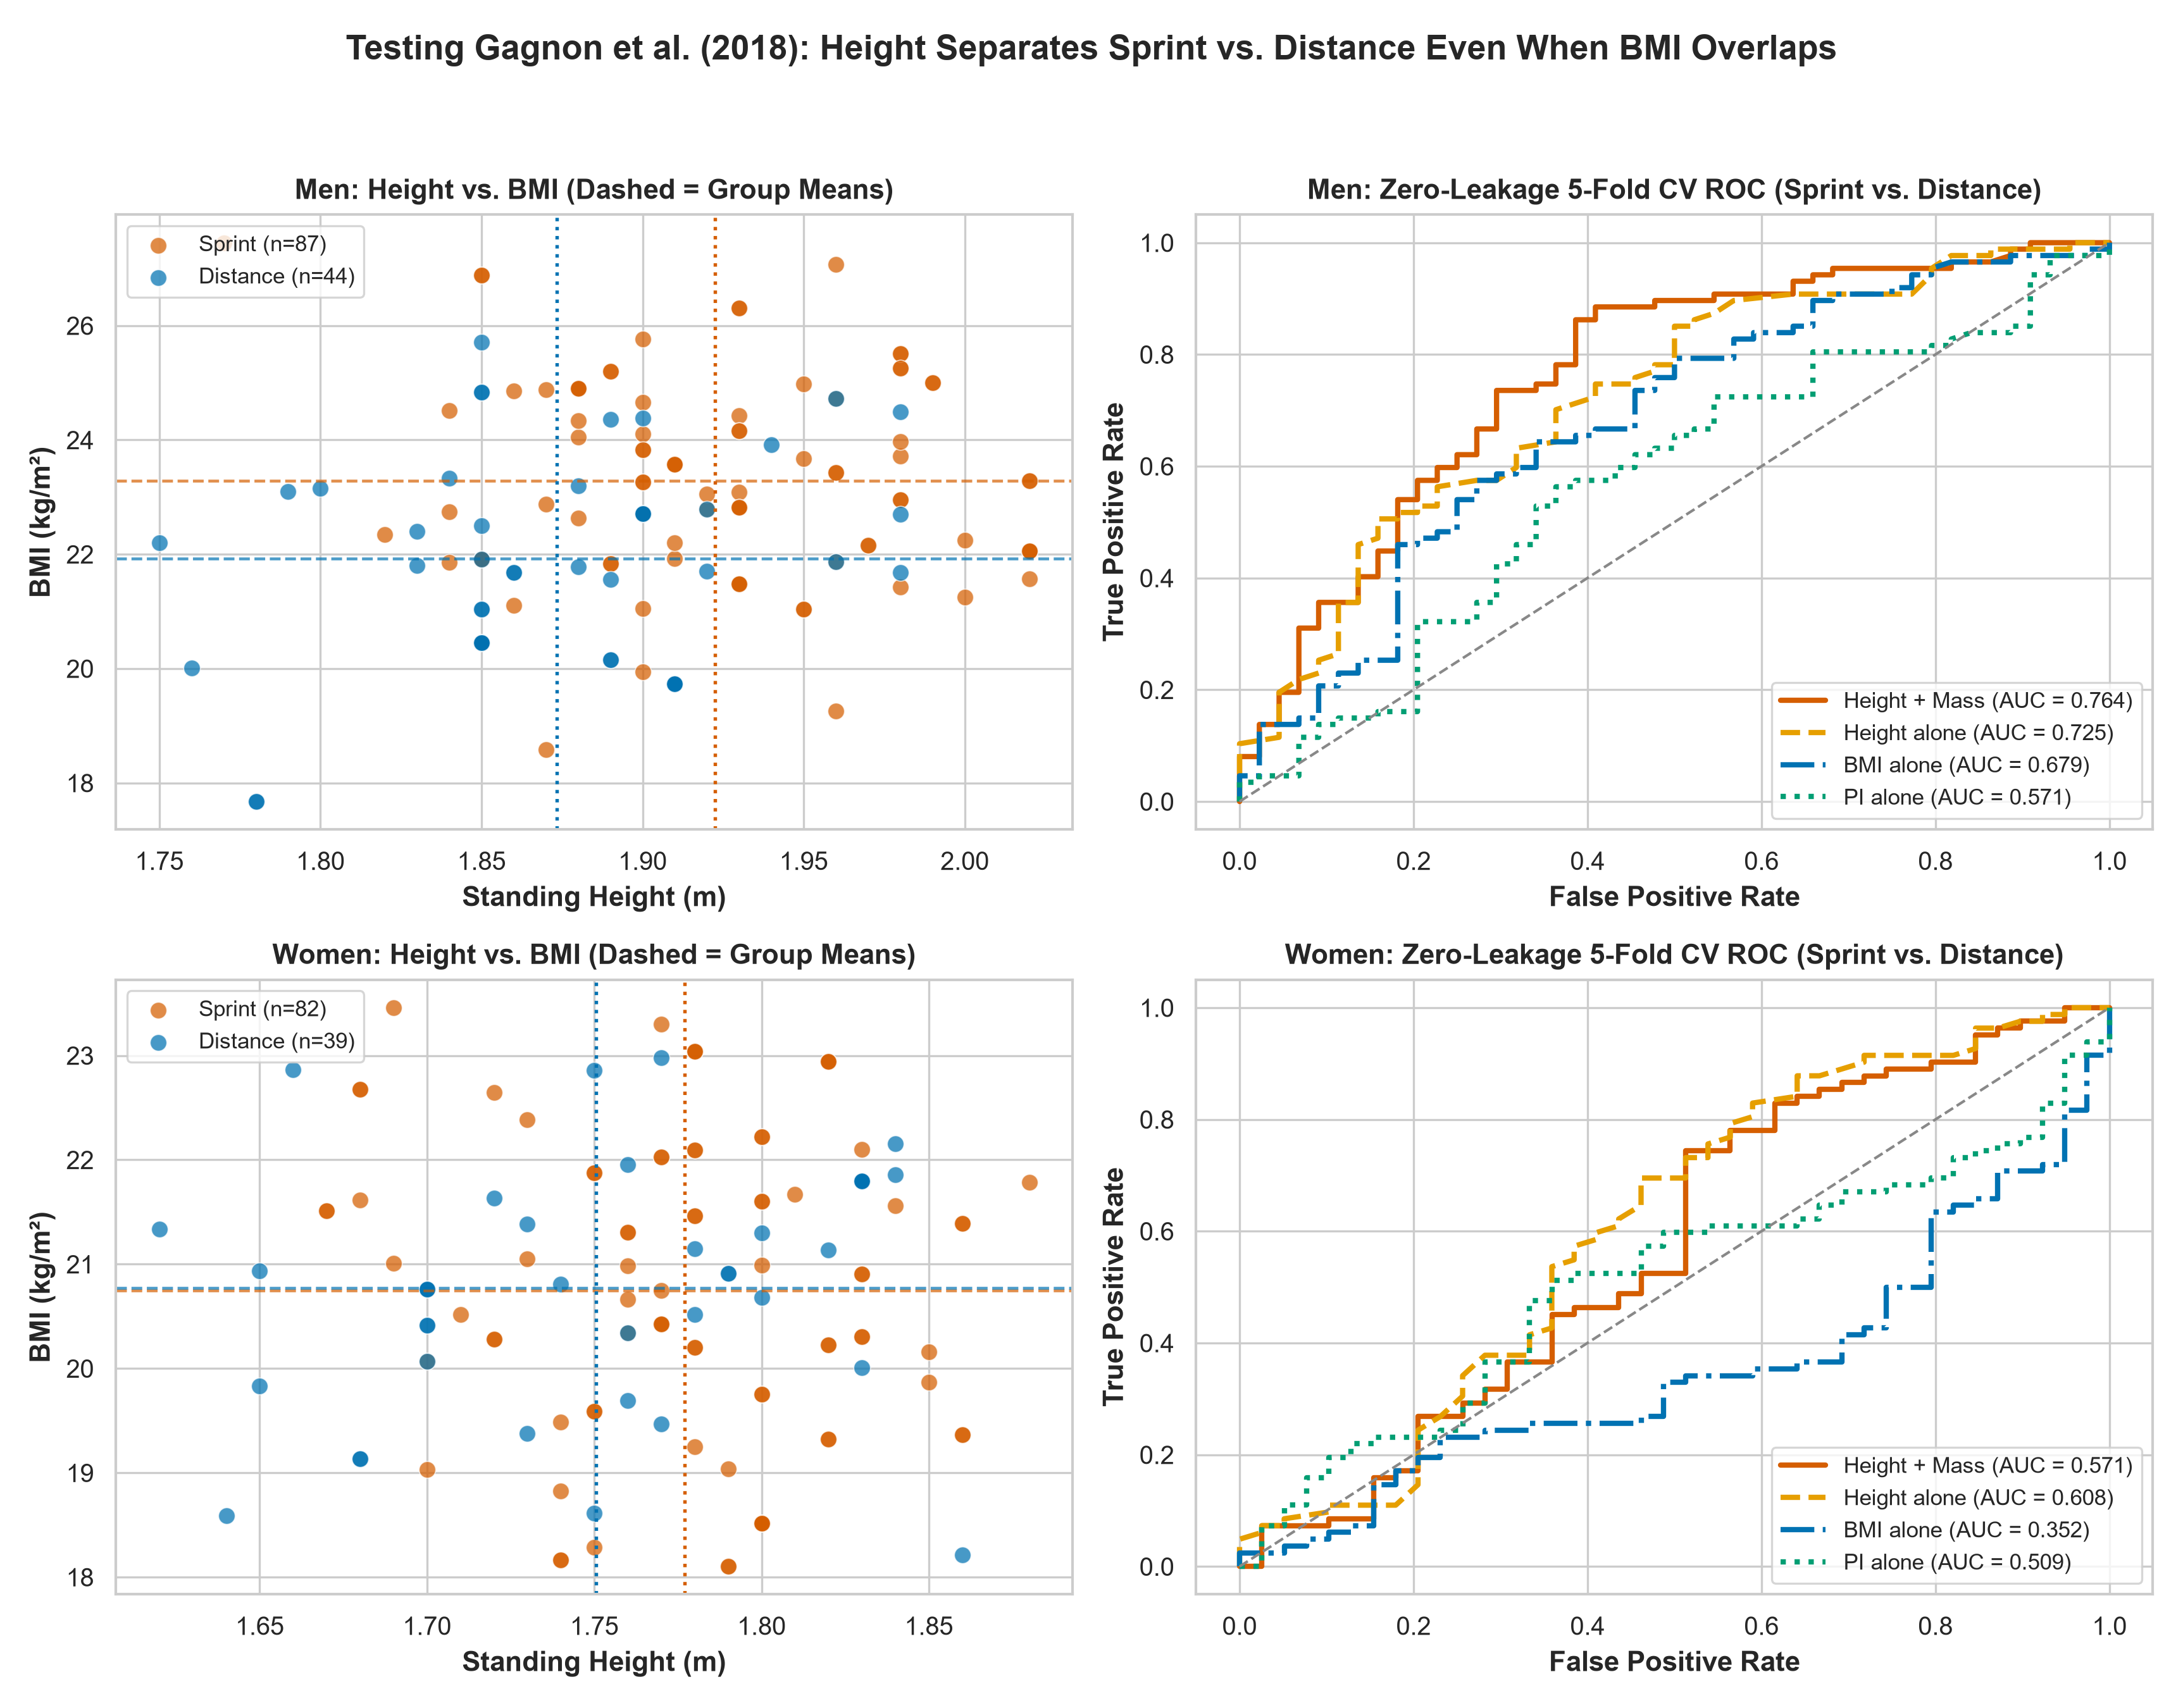 Testing Gagnon et al. (2018): Height Separates Sprint vs. Distance Even When BMI Overlaps
Men: Height vs. BMI (Dashed = Group Means)
Sprint (n=87)
Distance (n=44)
BMI (kg/m²)
26
24
22
20
18
1.75 1.80 1.85 1.90 1.95 2.00
Standing Height (m)
Men: Zero-Leakage 5-Fold CV ROC (Sprint vs. Distance)
True Positive Rate
1.0
0.8
0.6
0.4
0.2
0.0
Height + Mass (AUC = 0.764)
Height alone (AUC = 0.725)
BMI alone (AUC = 0.679)
PI alone (AUC = 0.571)
0.0 0.2 0.4 0.6 0.8 1.0
False Positive Rate
Women: Height vs. BMI (Dashed = Group Means)
Sprint (n=82)
Distance (n=39)
BMI (kg/m²)
23
22
21
20
19
18
1.65 1.70 1.75 1.80 1.85
Standing Height (m)
Women: Zero-Leakage 5-Fold CV ROC (Sprint vs. Distance)
True Positive Rate
1.0
0.8
0.6
0.4
0.2
0.0
Height + Mass (AUC = 0.571)
Height alone (AUC = 0.608)
BMI alone (AUC = 0.352)
PI alone (AUC = 0.509)
0.0 0.2 0.4 0.6 0.8 1.0
False Positive Rate